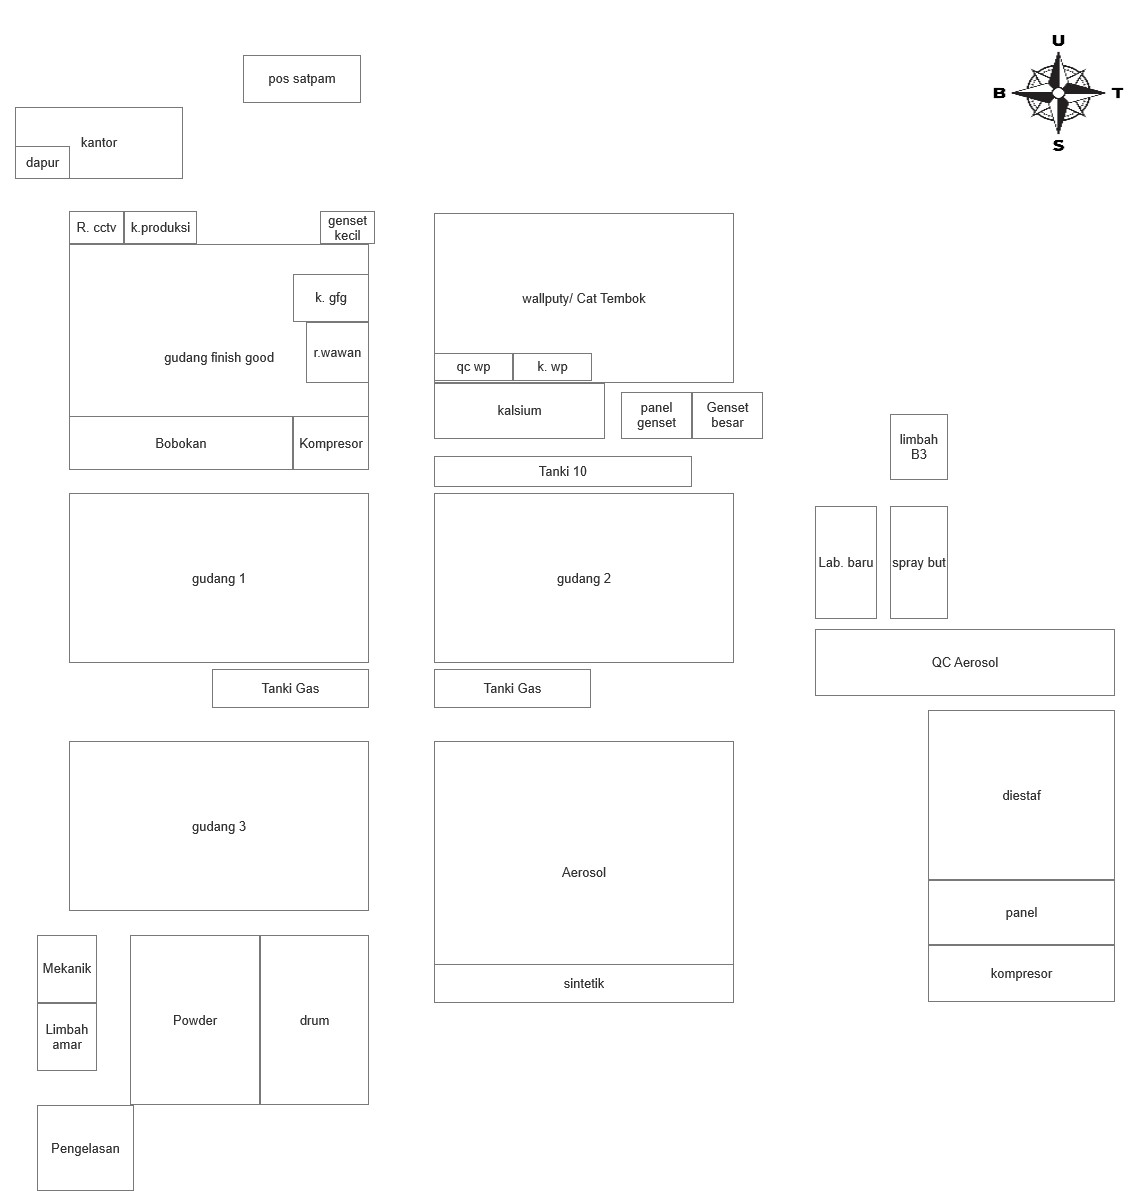 U
B
T
S
pos satpam
kantor
dapur
R. cctv
k.produksi
genset
kecil
k. gfg
r.wawan
gudang finish good
Bobokan
Kompresor
wallputy/ Cat Tembok
qc wp
k. wp
kalsium
panel
genset
Genset
besar
Tanki 10
limbah
B3
gudang 1
gudang 2
Lab. baru
spray but
QC Aerosol
Tanki Gas
Tanki Gas
gudang 3
Aerosol
sintetik
diestaf
panel
kompresor
Mekanik
Limbah
amar
Powder
drum
Pengelasan